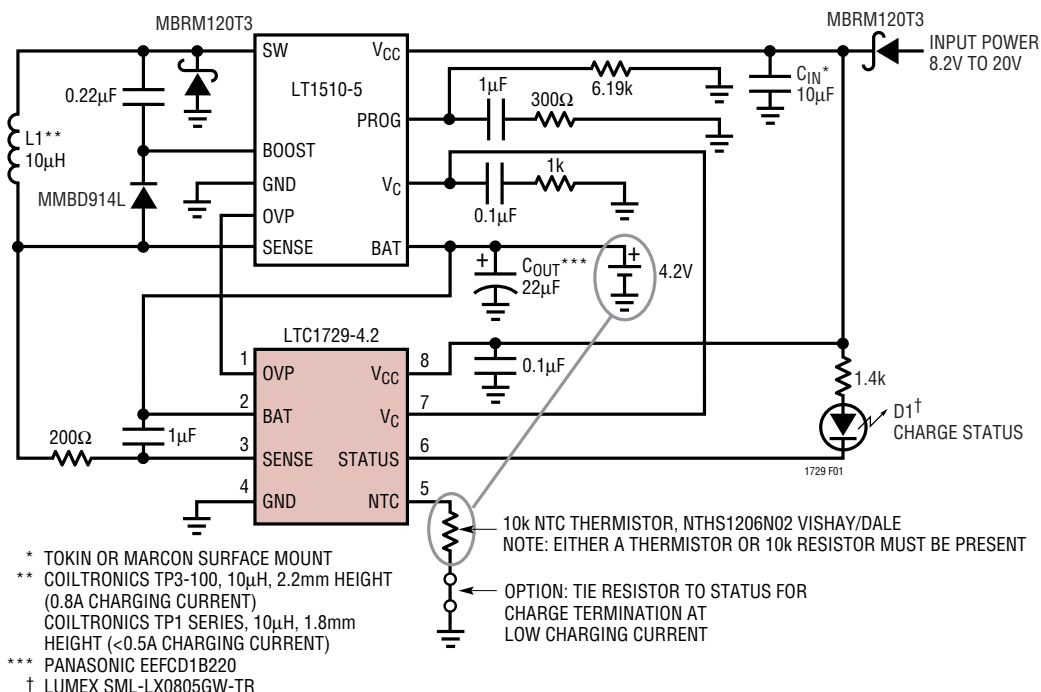 MBRM120T3
MBRM120T3
INPUT POWER
8.2V TO 20V
SW
VCC
LT1510-5
CIN*
10µF
0.22µF
1µF
6.19k
300Ω
PROG
L1**
10µH
BOOST
1k
MMBD914L
GND
VC
0.1µF
OVP
SENSE
BAT
+
COUT***
22µF
+
4.2V
LTC1729-4.2
1
OVP
VCC
8
0.1µF
2
BAT
VC
7
1.4k
D1†
CHARGE STATUS
200Ω
1µF
3
SENSE
STATUS
6
1729 F01
4
GND
NTC
5
10k NTC THERMISTOR, NTHS1206N02 VISHAY/DALE
NOTE: EITHER A THERMISTOR OR 10k RESISTOR MUST BE PRESENT
OPTION: TIE RESISTOR TO STATUS FOR
CHARGE TERMINATION AT
LOW CHARGING CURRENT
* TOKIN OR MARCON SURFACE MOUNT
** COILTRONICS TP3-100, 10µH, 2.2mm HEIGHT
(0.8A CHARGING CURRENT)
COILTRONICS TP1 SERIES, 10µH, 1.8mm
HEIGHT (<0.5A CHARGING CURRENT)
*** PANASONIC EEFCD1B220
† LUMEX SML-LX0805GW-TR